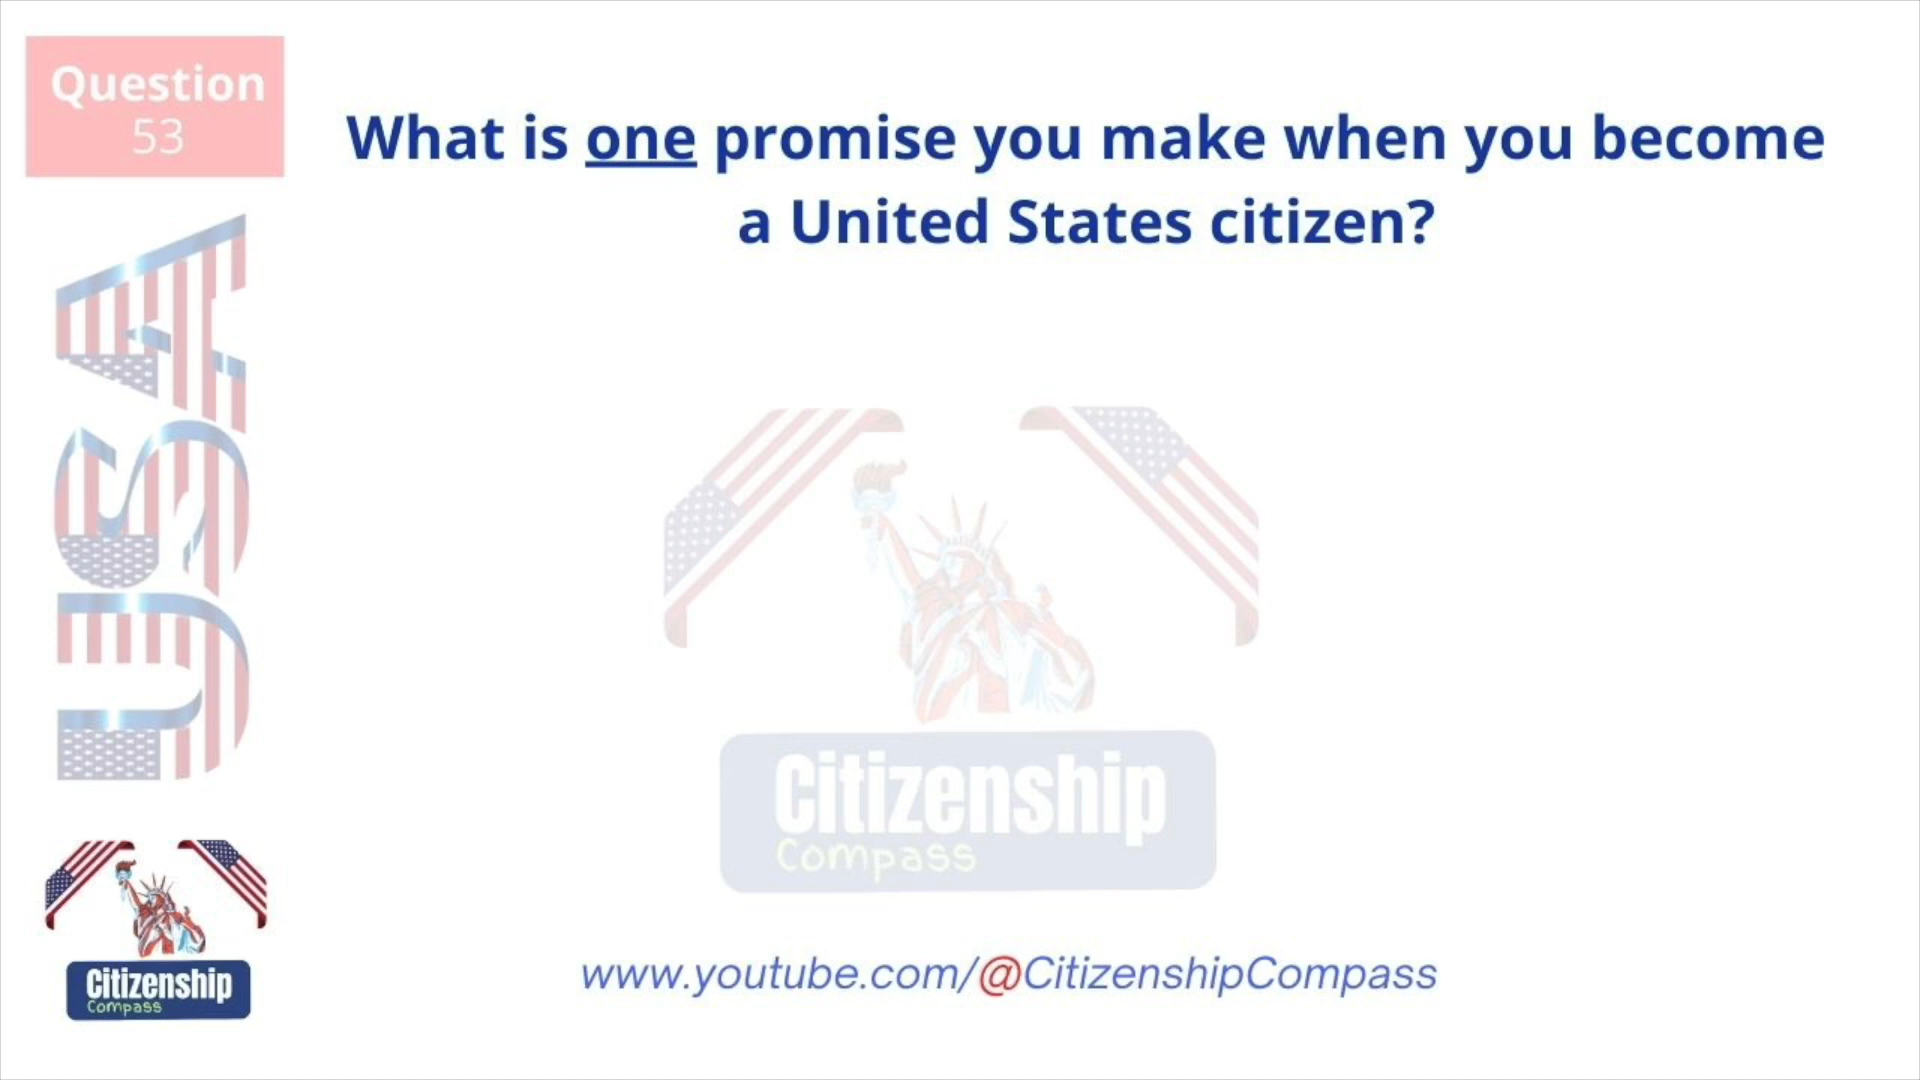 Question
53
What is one promise you make when you become
a United States citizen?
Citizenship
Compass
Citizenship
Compass
www.youtube.com/@CitizenshipCompass
USA